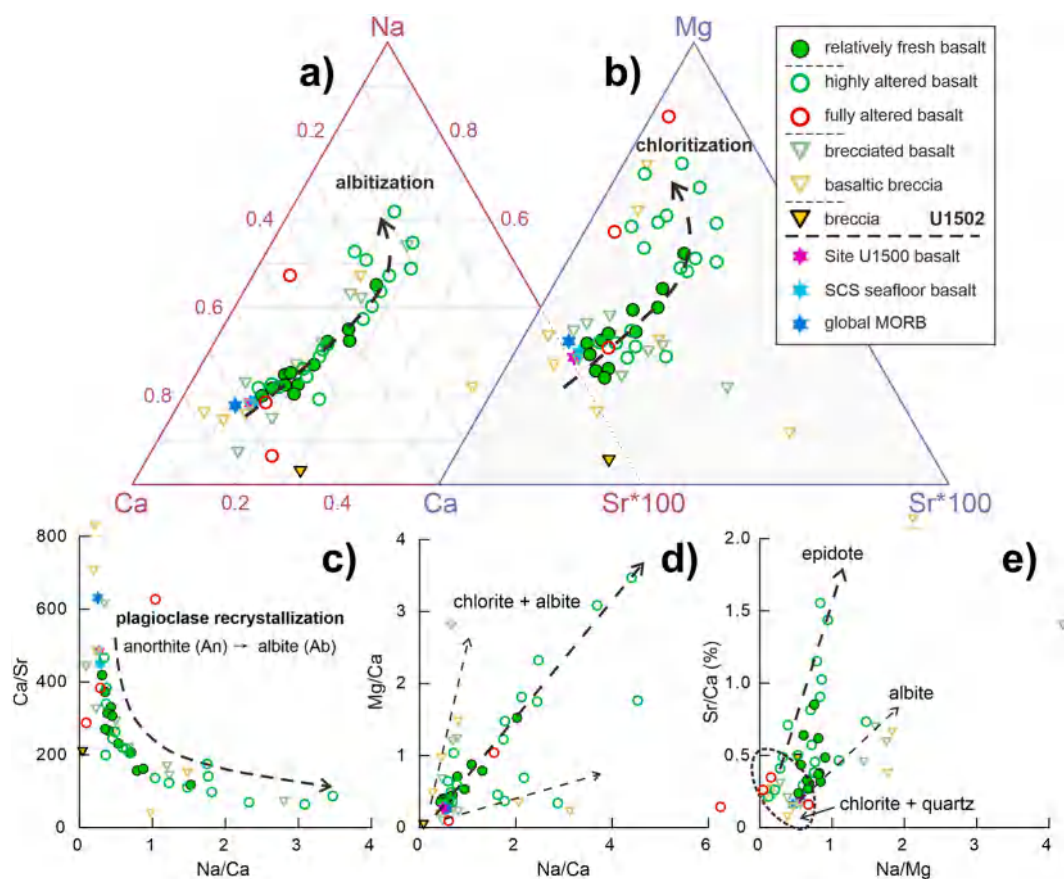 Na
a)
0.2
0.8
albitization
0.4
0.6
0.6
0.8
Ca
0.2
0.4
Sr*100
Mg
b)
chloritization
Ca
Sr*100
relatively fresh basalt
highly altered basalt
fully altered basalt
brecciated basalt
basaltic breccia
breccia U1502
Site U1500 basalt
SCS seafloor basalt
global MORB
c)
800
600
400
200
0
Ca/Sr
plagioclase recrystallization
anorthite (An) → albite (Ab)
0 1 2 3 4
Na/Ca
d)
4
3
2
1
0
Mg/Ca
chlorite + albite
0 2 4 6
Na/Ca
e)
2.0
1.5
1.0
0.5
0
Sr/Ca (%)
epidote
albite
chlorite + quartz
0 1 2 3 4
Na/Mg